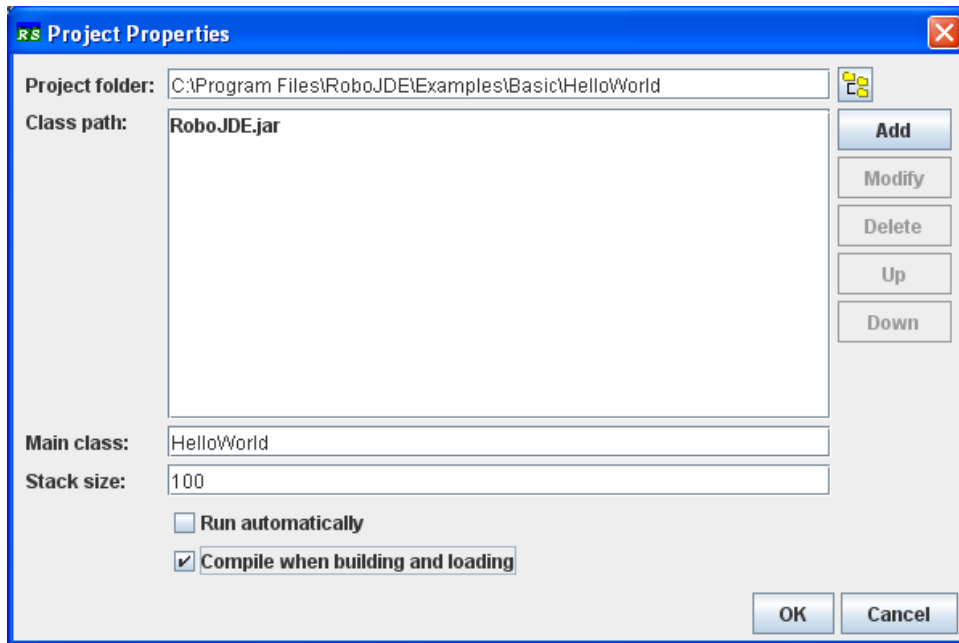 RS Project Properties
Project folder: C:\Program Files\RoboJDE\Examples\Basic\HelloWorld
Class path: RoboJDE.jar
Add
Modify
Delete
Up
Down
Main class: HelloWorld
Stack size: 100
Run automatically
Compile when building and loading
OK Cancel